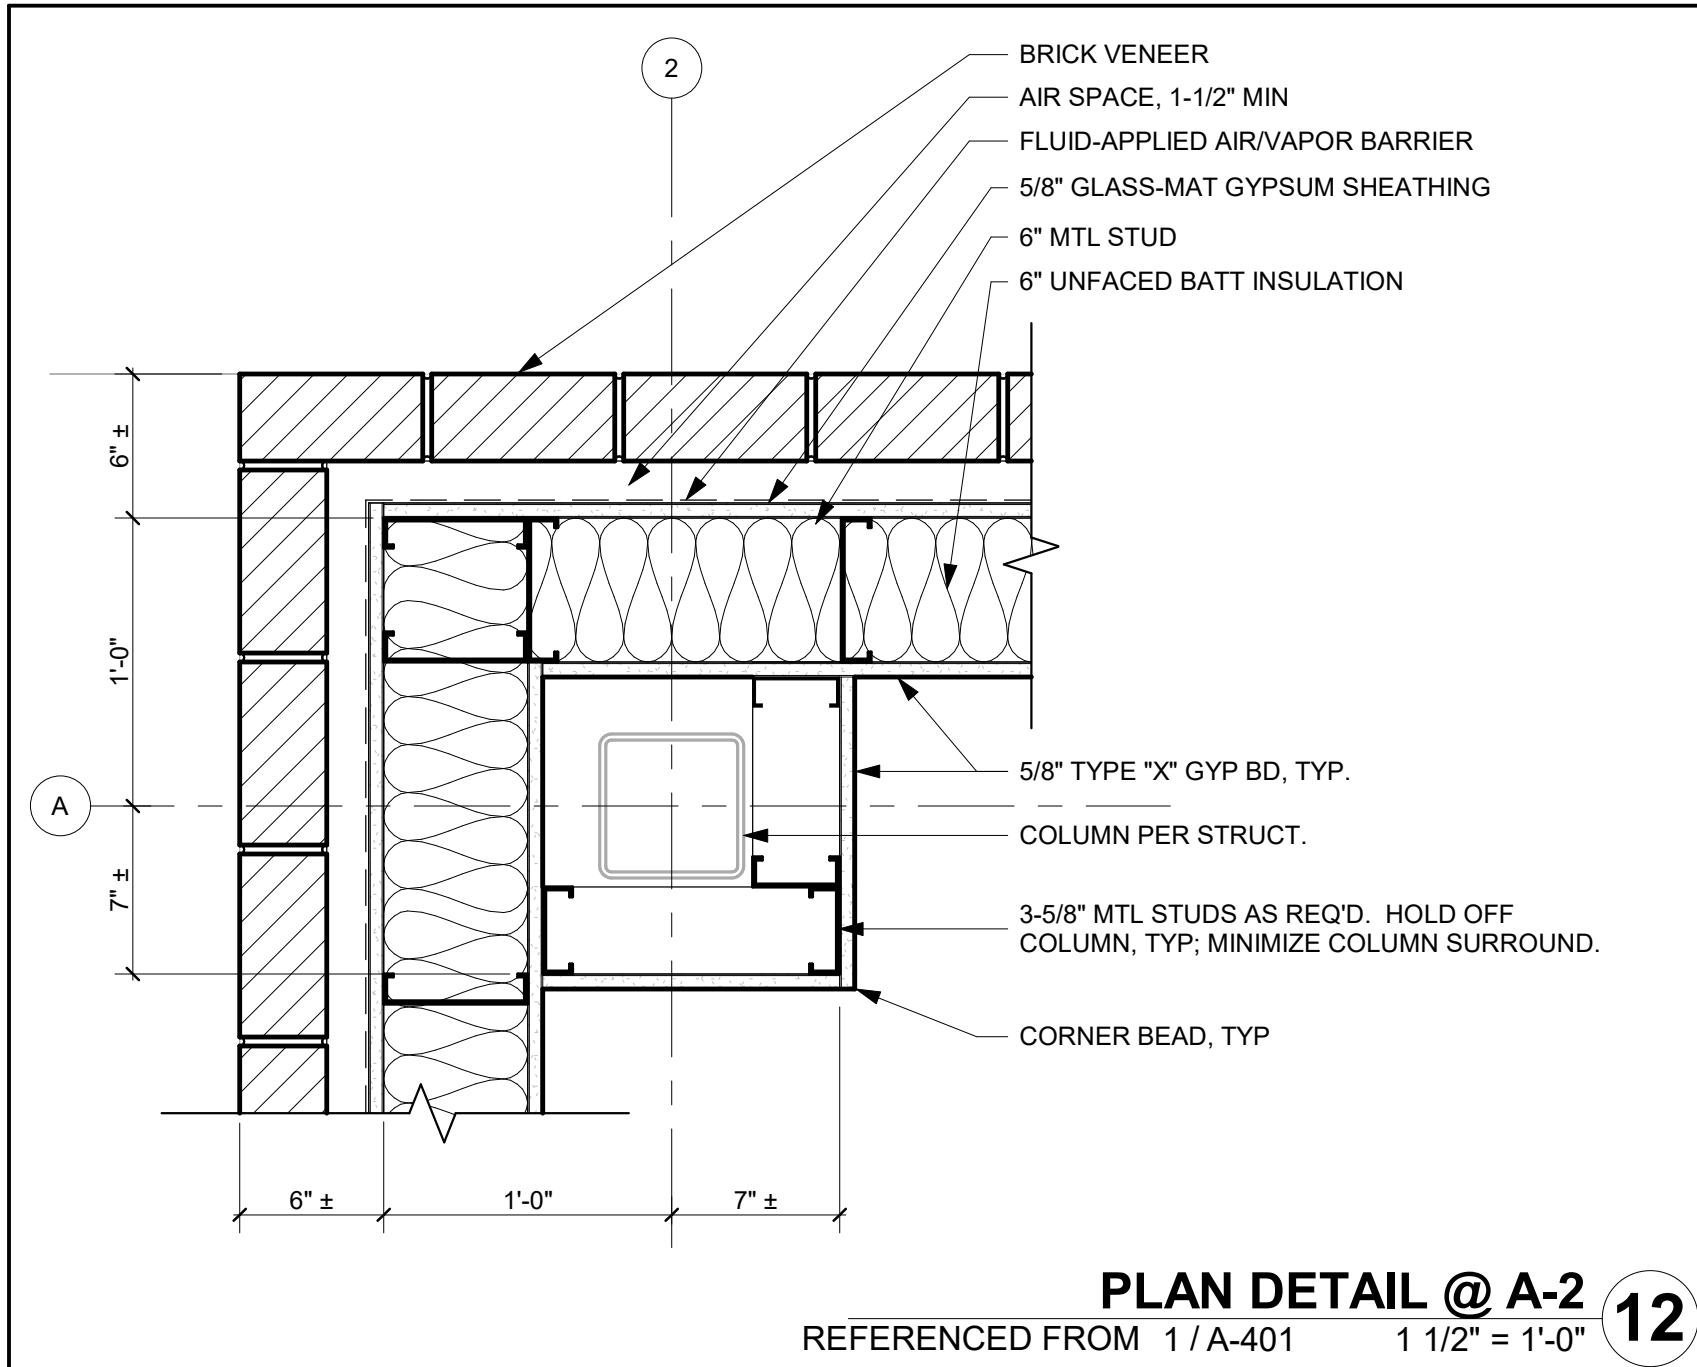 2
BRICK VENEER
AIR SPACE, 1-1/2" MIN
FLUID-APPLIED AIR/VAPOR BARRIER
5/8" GLASS-MAT GYPSUM SHEATHING
6" MTL STUD
6" UNFACED BATT INSULATION
6" ±
1'-0"
7" ±
A
5/8" TYPE "X" GYP BD, TYP.
COLUMN PER STRUCT.
3-5/8" MTL STUDS AS REQ'D.  HOLD OFF
COLUMN, TYP; MINIMIZE COLUMN SURROUND.
CORNER BEAD, TYP
6" ±
1'-0"
7" ±
PLAN DETAIL @ A-2
12
REFERENCED FROM 1 / A-401 1 1/2" = 1'-0"